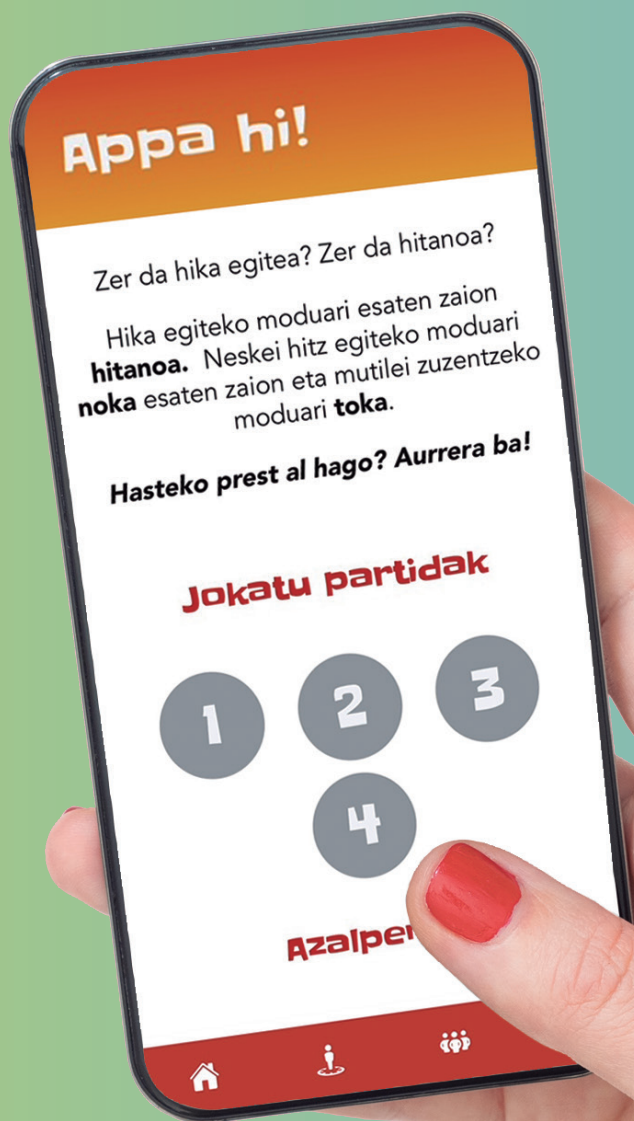 Appa hi!
Zer da hika egitea? Zer da hitanoa?
Hika egiteko moduari esaten zaion
hitanoa. Neskei hitz egiteko moduari
noka esaten zaion eta mutilei zuzentzeko
moduari toka.
Hasteko prest al hago? Aurrera ba!
Jokatu partidak
1 2 3
4